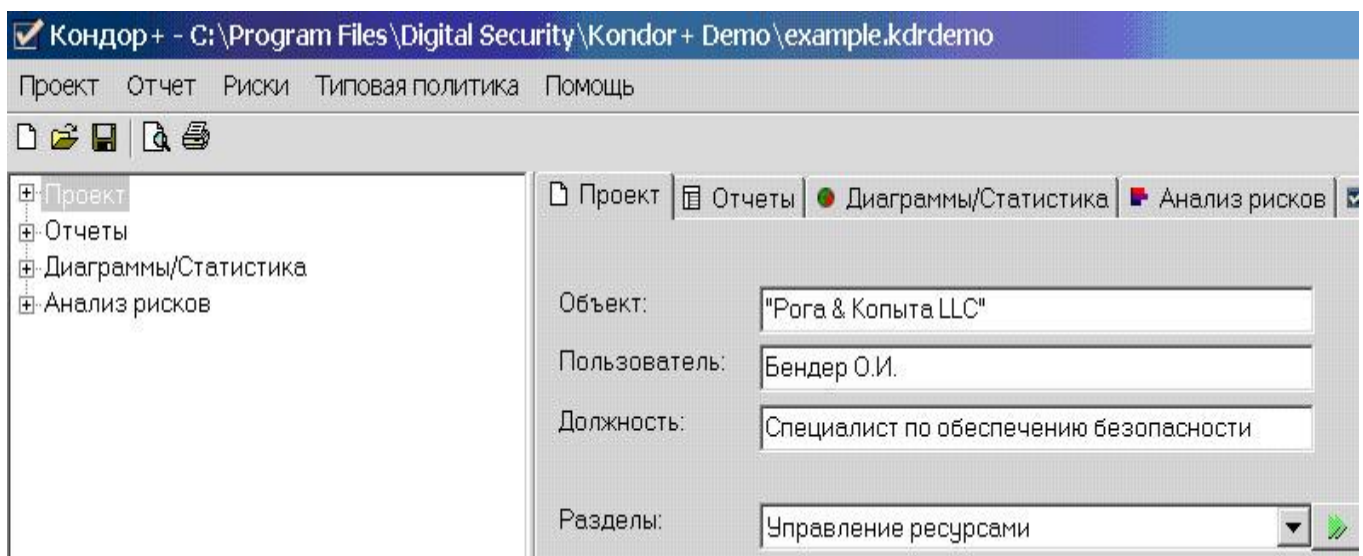 Кондор+ - C:\Program Files\Digital Security\Kondor+ Demo\example.kdrdemo
Проект Отчет Риски Типовая политика Помощь
Проект
Отчеты
Диаграммы/Статистика
Анализ рисков
Проект Отчеты Диаграммы/Статистика Анализ рисков
Объект: "Рога & Копыта LLC"
Пользователь: Бендер О.И.
Должность: Специалист по обеспечению безопасности
Разделы: Управление ресурсами